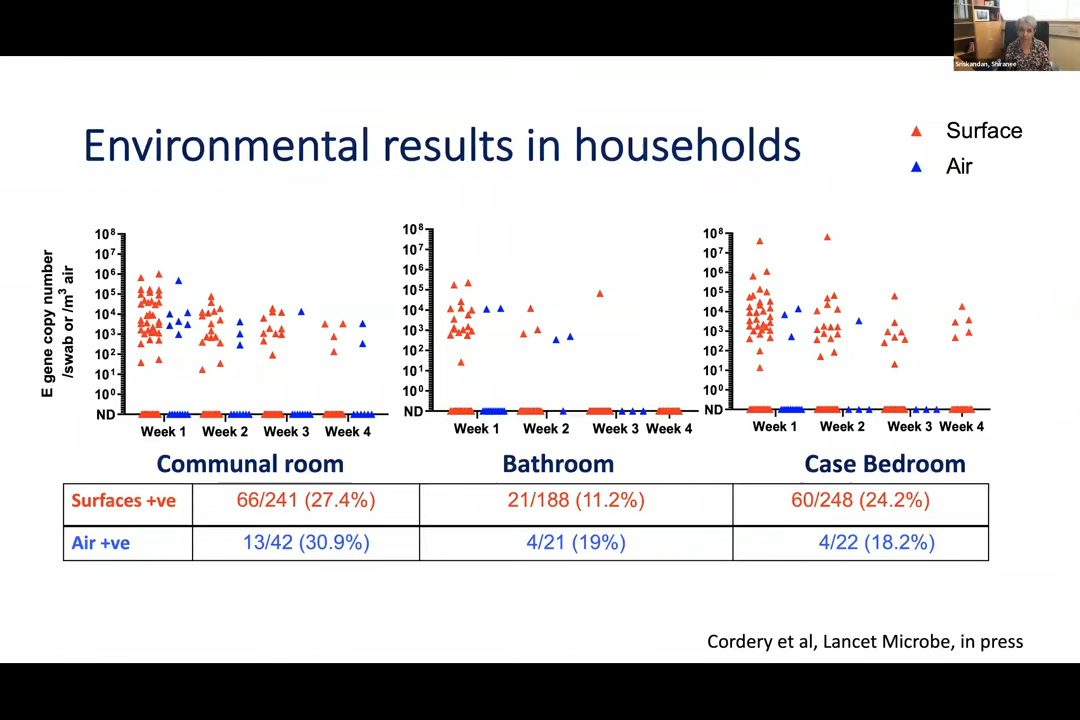 Sriskandan, Shiranee
Environmental results in households
Surface
Air
E gene copy number
/swab or /m³ air
10⁸
10⁷
10⁶
10⁵
10⁴
10³
10²
10¹
10⁰
ND
Week 1 Week 2 Week 3 Week 4
Communal room
10⁸
10⁷
10⁶
10⁵
10⁴
10³
10²
10¹
10⁰
ND
Week 1 Week 2 Week 3 Week 4
Bathroom
10⁸
10⁷
10⁶
10⁵
10⁴
10³
10²
10¹
10⁰
ND
Week 1 Week 2 Week 3 Week 4
Case Bedroom
Surfaces +ve 66/241 (27.4%) 21/188 (11.2%) 60/248 (24.2%)
Air +ve 13/42 (30.9%) 4/21 (19%) 4/22 (18.2%)
Cordery et al, Lancet Microbe, in press